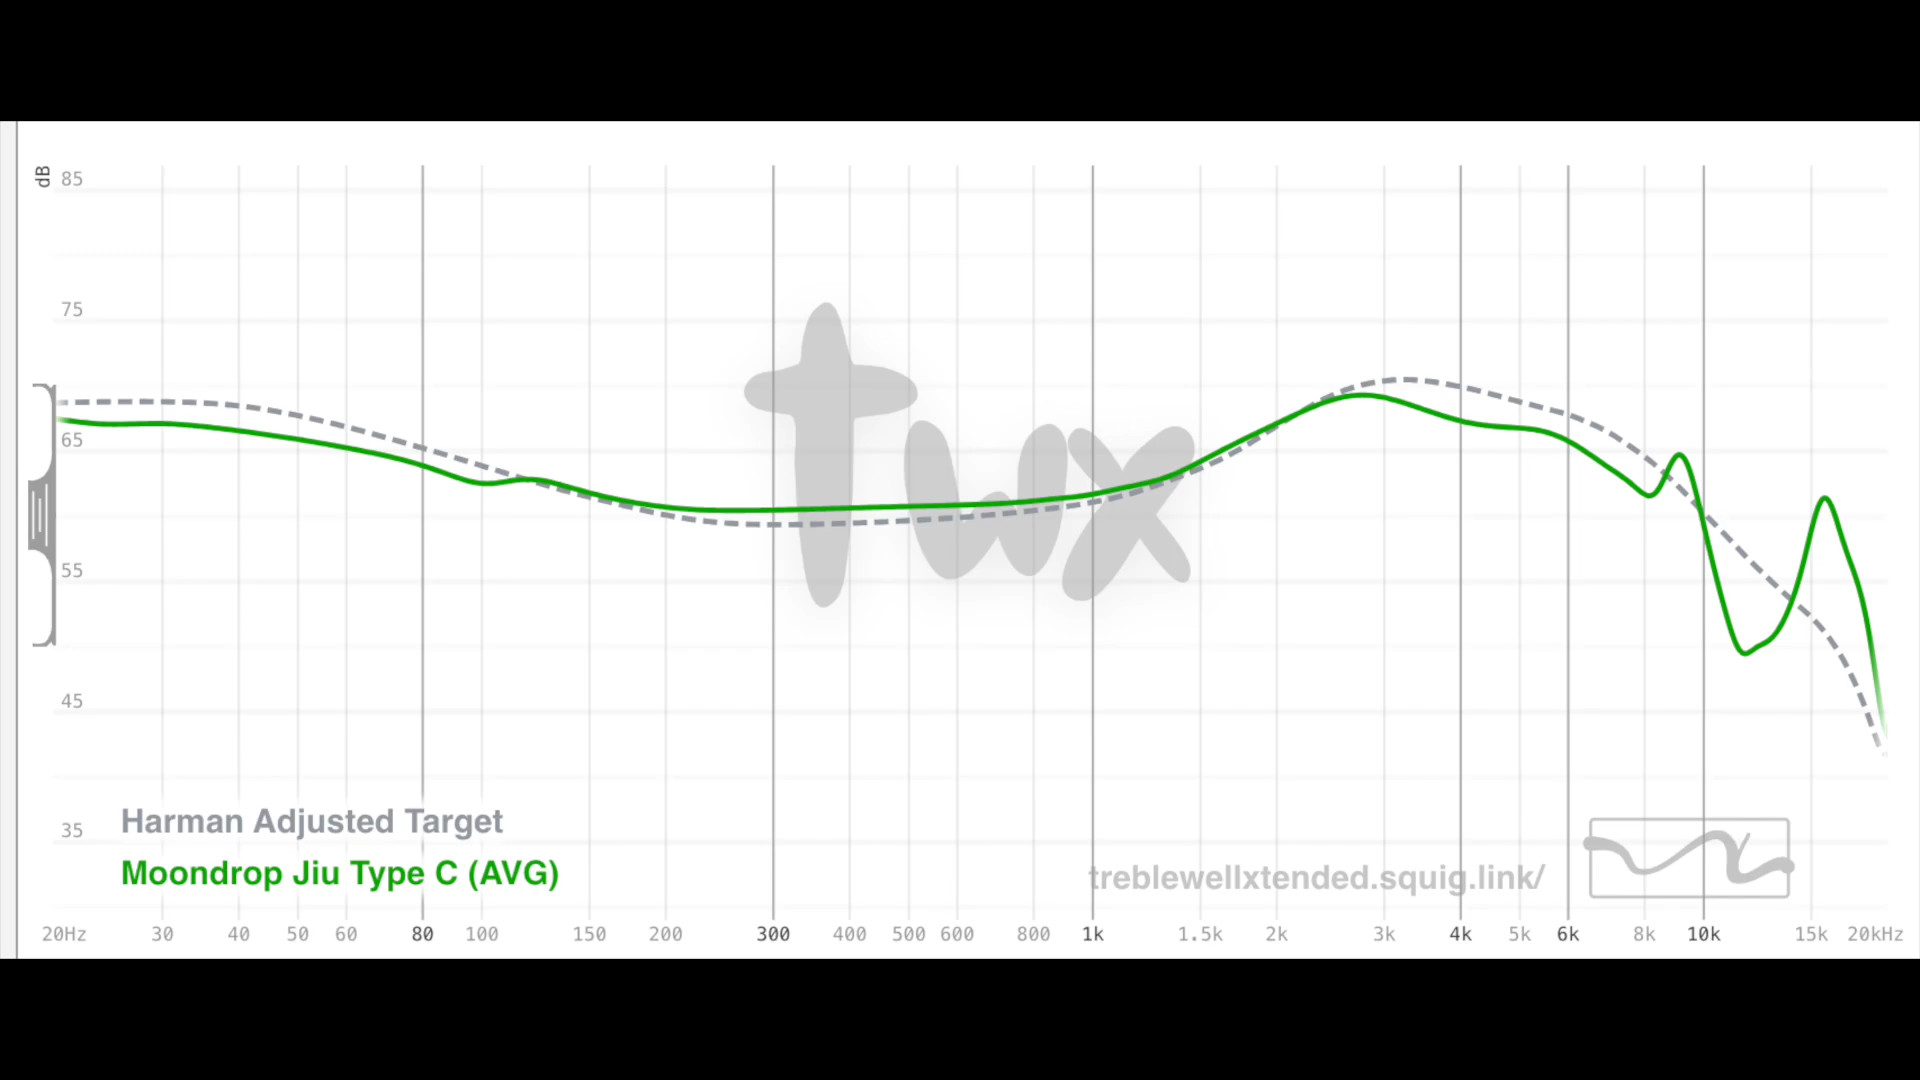 dB
85
75
65
55
45
35
twx
Harman Adjusted Target
Moondrop Jiu Type C (AVG)
treblewellxtended.squig.link/
20Hz 30 40 50 60 80 100 150 200 300 400 500 600 800 1k 1.5k 2k 3k 4k 5k 6k 8k 10k 15k 20kHz